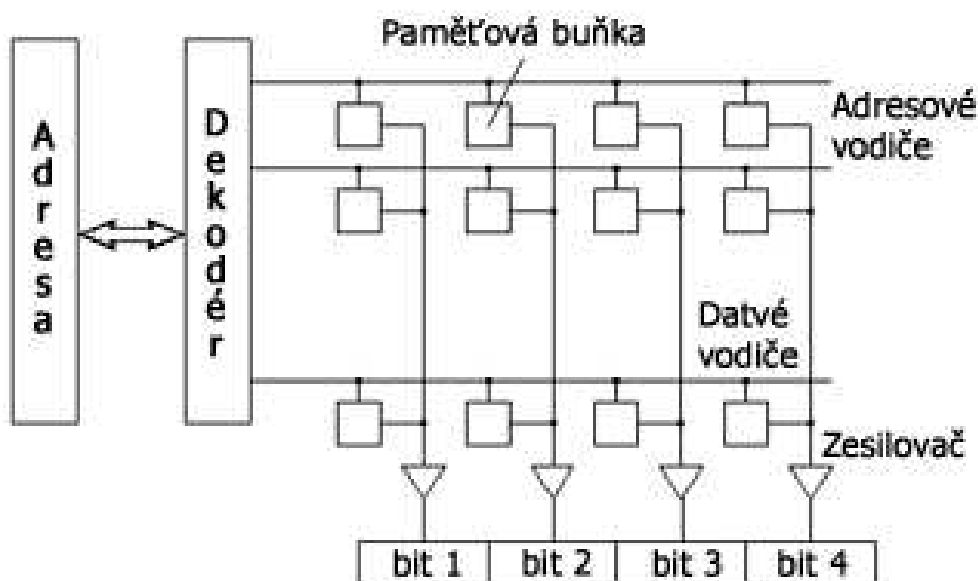 Paměťová buňka
Adresa
Dekodér
Adresové
vodiče
Datvé
vodiče
Zesilovač
bit 1
bit 2
bit 3
bit 4